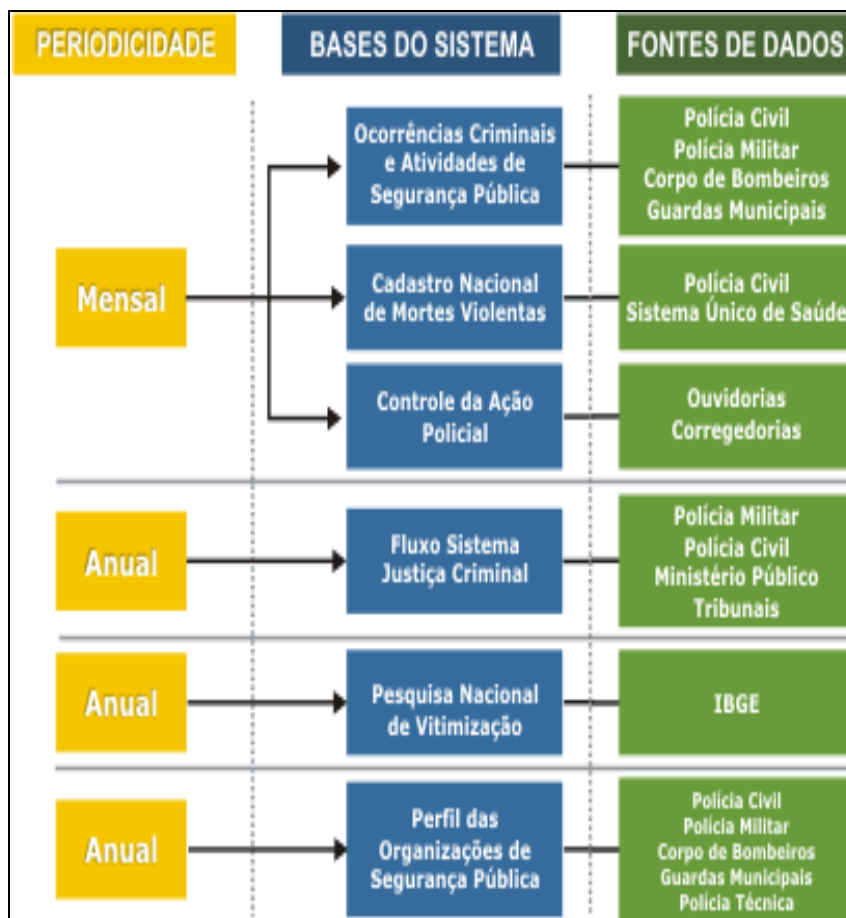 PERIODICIDADE
BASES DO SISTEMA
FONTES DE DADOS
Mensal
Ocorrências Criminais
e Atividades de
Segurança Pública
Polícia Civil
Polícia Militar
Corpo de Bombeiros
Guardas Municipais
Cadastro Nacional
de Mortes Violentas
Polícia Civil
Sistema Único de Saúde
Controle da Ação
Policial
Ouvidorias
Corregedorias
Anual
Fluxo Sistema
Justiça Criminal
Polícia Militar
Polícia Civil
Ministério Público
Tribunais
Anual
Pesquisa Nacional
de Vitimização
IBGE
Anual
Perfil das
Organizações de
Segurança Pública
Polícia Civil
Polícia Militar
Corpo de Bombeiros
Guardas Municipais
Polícia Técnica